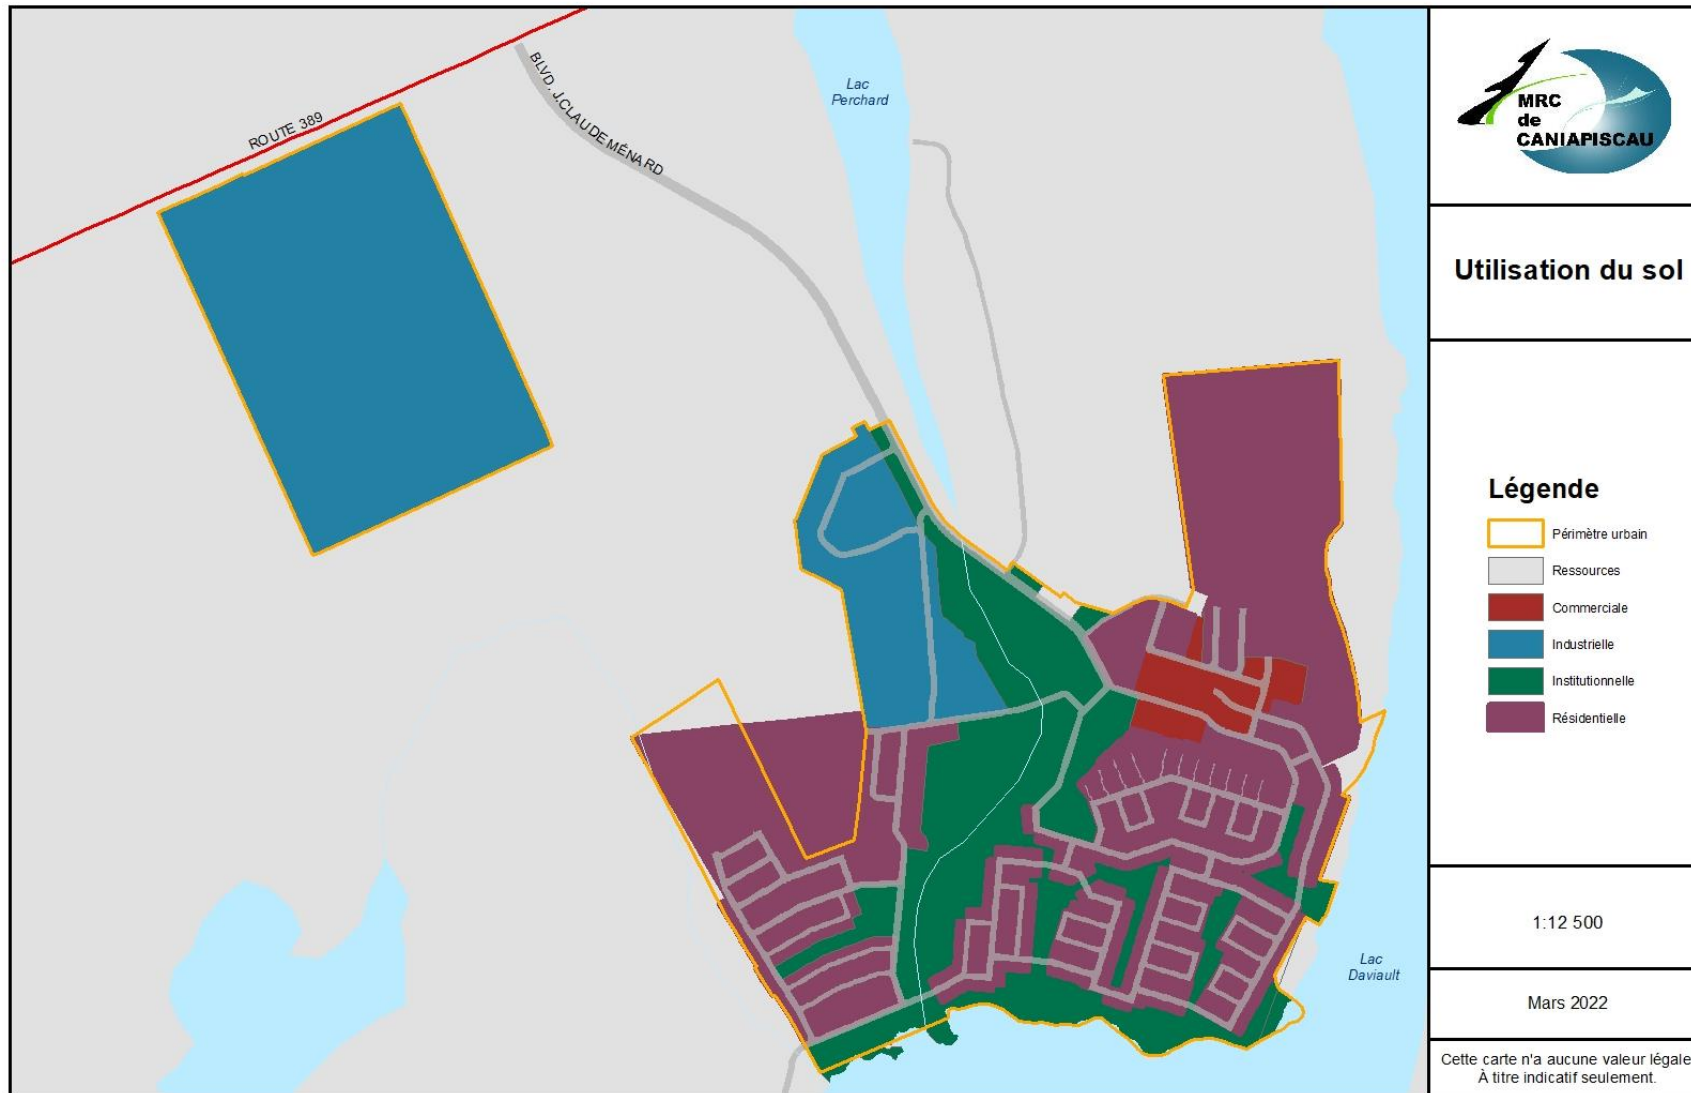 ROUTE 389
BLVD. J.CLAUDE MÉNARD
Lac
Perchard
Lac
Daviault
MRC
de
CANIAPISCAU
Utilisation du sol
Légende
Périmètre urbain
Ressources
Commerciale
Industrielle
Institutionnelle
Résidentielle
1:12 500
Mars 2022
Cette carte n'a aucune valeur légale
À titre indicatif seulement.